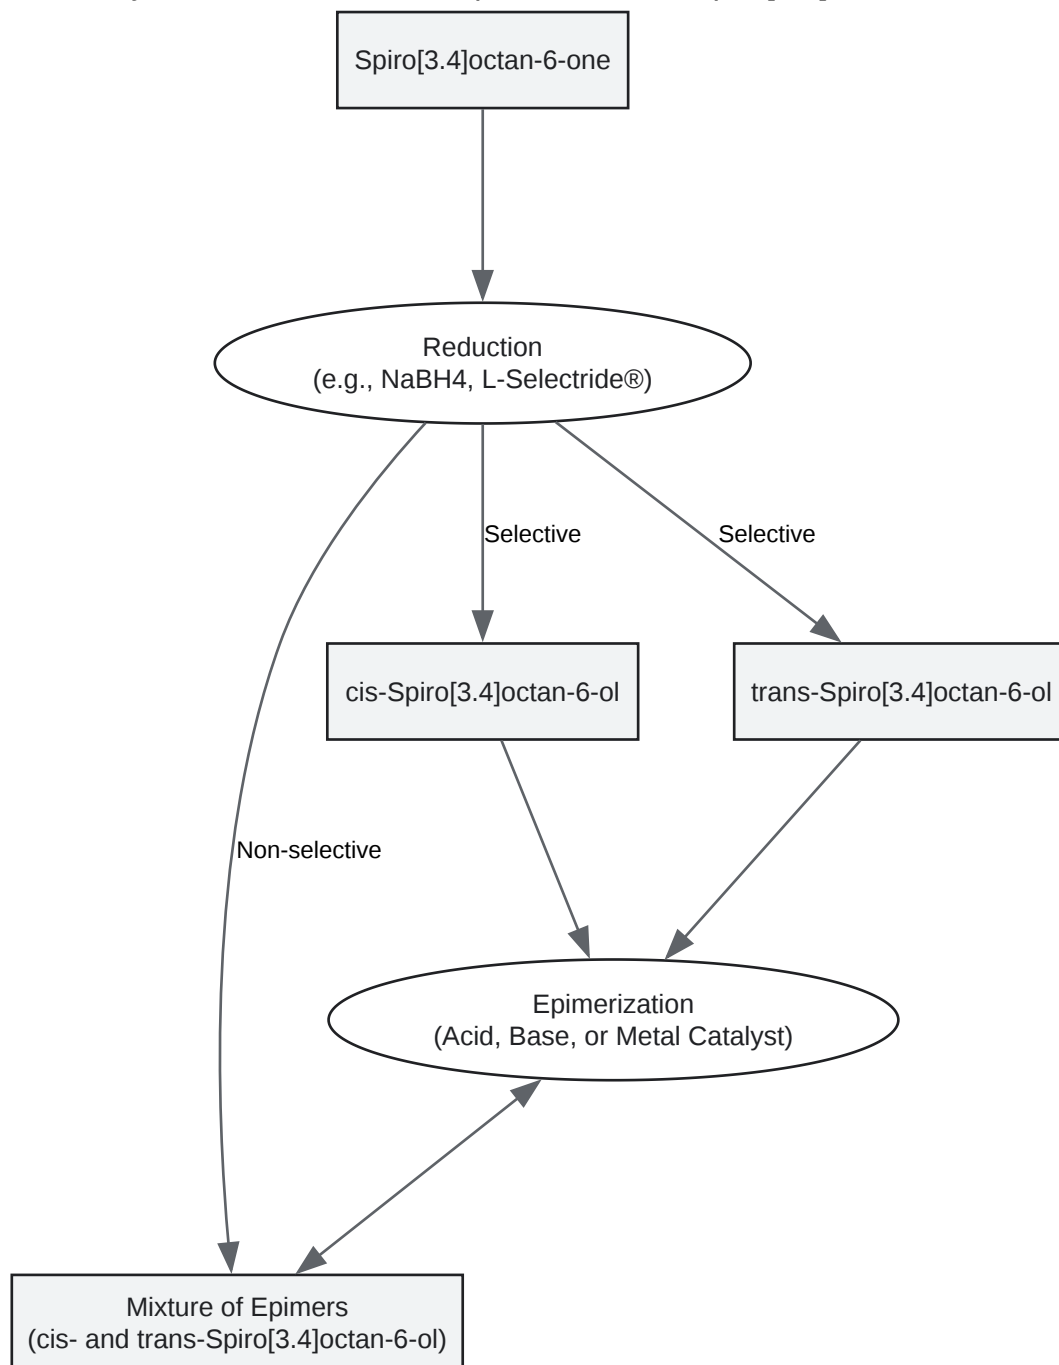 Spiro[3.4]octan-6-one
Reduction
(e.g., NaBH4, L-Selectride®)
Selective
Selective
cis-Spiro[3.4]octan-6-ol
trans-Spiro[3.4]octan-6-ol
Non-selective
Epimerization
(Acid, Base, or Metal Catalyst)
Mixture of Epimers
(cis- and trans-Spiro[3.4]octan-6-ol)